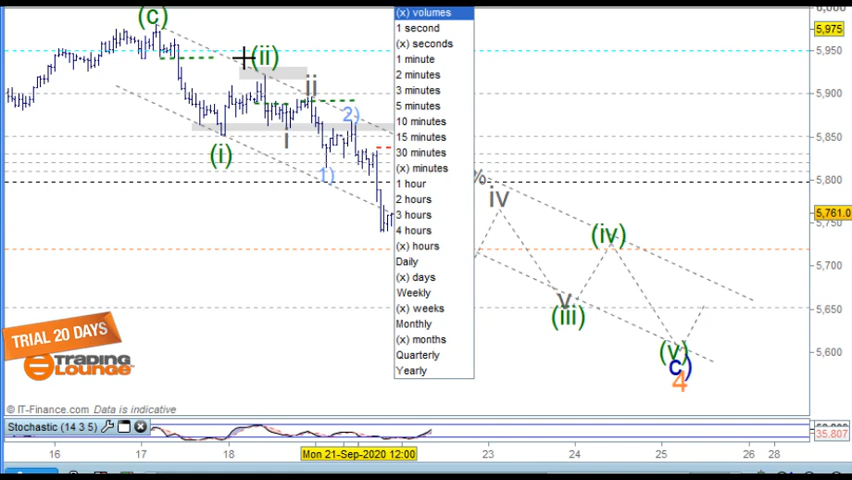 (c)
(ii)
ii
2)
i
(i)
1)
%
iv
(iv)
v
(iii)
(v)
c)
4
(x) volumes
1 second
(x) seconds
1 minute
2 minutes
3 minutes
5 minutes
10 minutes
15 minutes
30 minutes
(x) minutes
1 hour
2 hours
3 hours
4 hours
(x) hours
Daily
(x) days
Weekly
(x) weeks
Monthly
(x) months
Quarterly
Yearly
5,975
5,950
5,900
5,850
5,800
5,761.0
5,700
5,650
5,600
TRIAL 20 DAYS
TRADING
LOUNGE
© IT-Finance.com Data is indicative
Stochastic (14 3 5)
35.807
16 17 18 Mon 21-Sep-2020 12:00 23 24 25 26 28